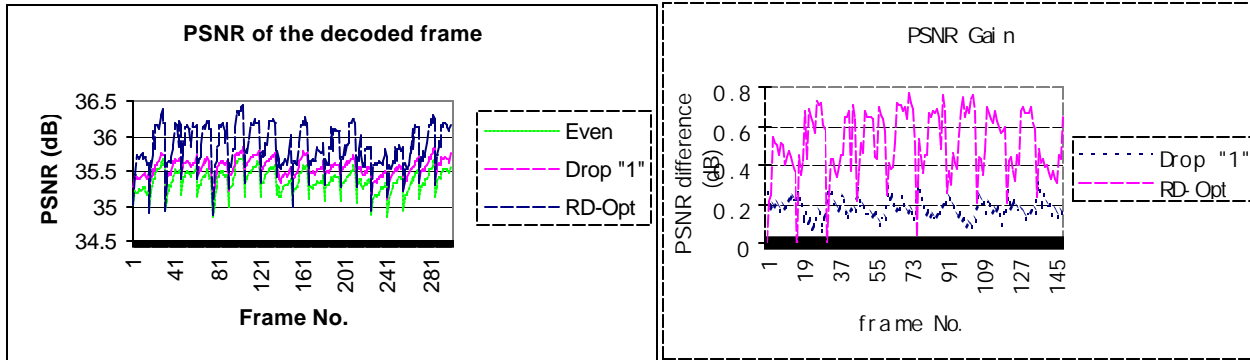 PSNR of the decoded frame
36.5
36
35.5
35
34.5
PSNR (dB)
1 41 81 121 161 201 241 281
Frame No.
Even
Drop "1"
RD-Opt
PSNR Gain
0.8
0.6
0.4
0.2
0
PSNR difference
(dB)
1 19 37 55 73 91 109 127 145
frame No.
Drop "1"
RD-Opt